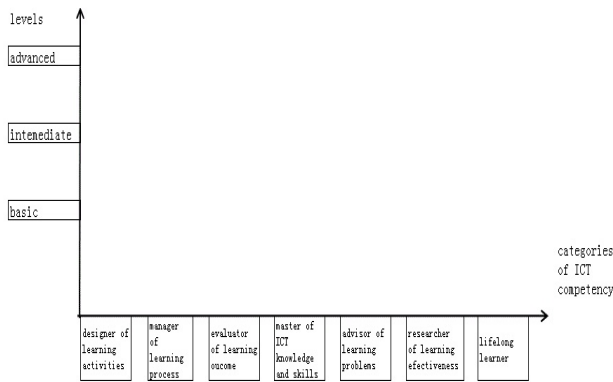 levels
advanced
intemediate
basic
categories
of ICT
competency
designer of
learning
activities
manager
of
learning
process
evaluator
of learning
oucome
master of
ICT
knowledge
and skills
advisor of
learning
problems
researcher
of learning
efectiveness
lifelong
learner